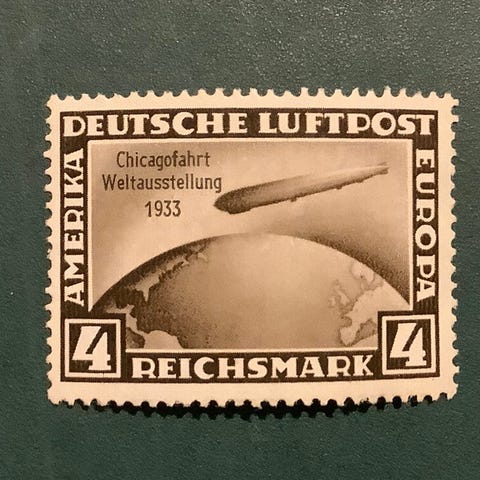 DEUTSCHE LUFTPOST
AMERIKA
EUROPA
Chicagofahrt
Weltausstellung
1933
4
REICHSMARK
4